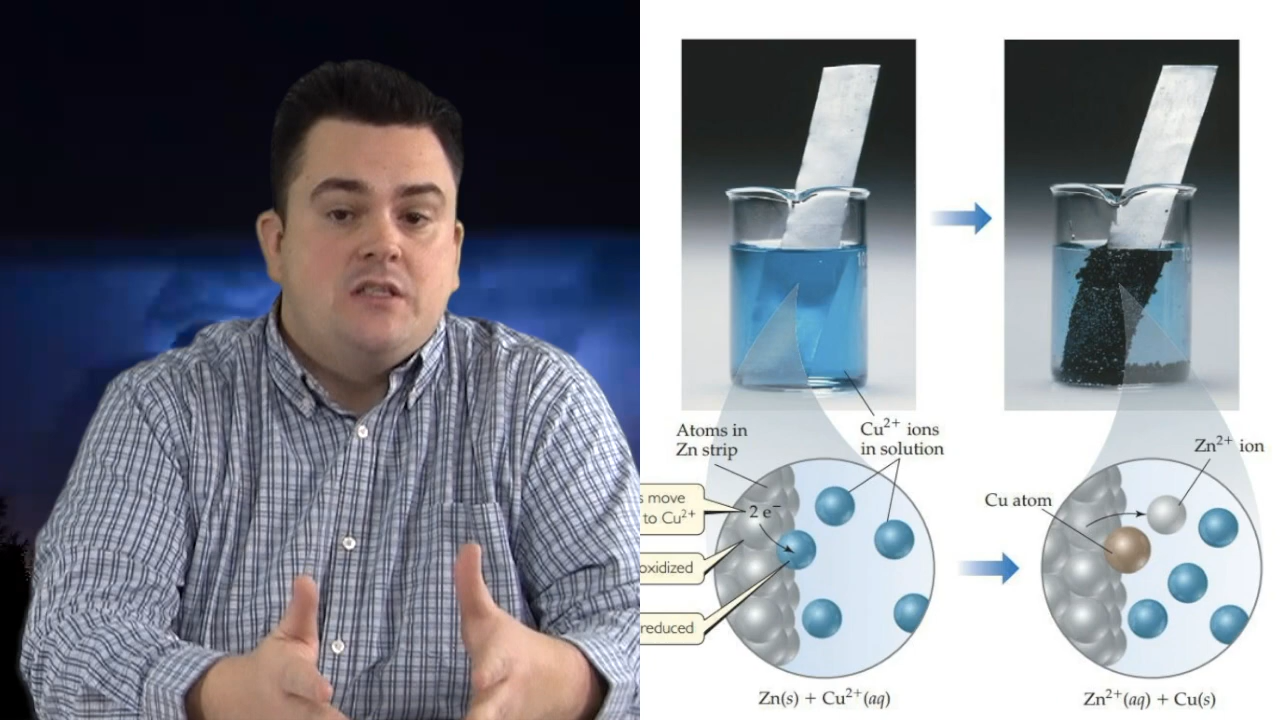 Atoms in
Zn strip
Cu²⁺ ions
in solution
Zn²⁺ ion
Cu atom
move
to Cu²⁺
2 e⁻
oxidized
reduced
Zn(s) + Cu²⁺(aq)
Zn²⁺(aq) + Cu(s)